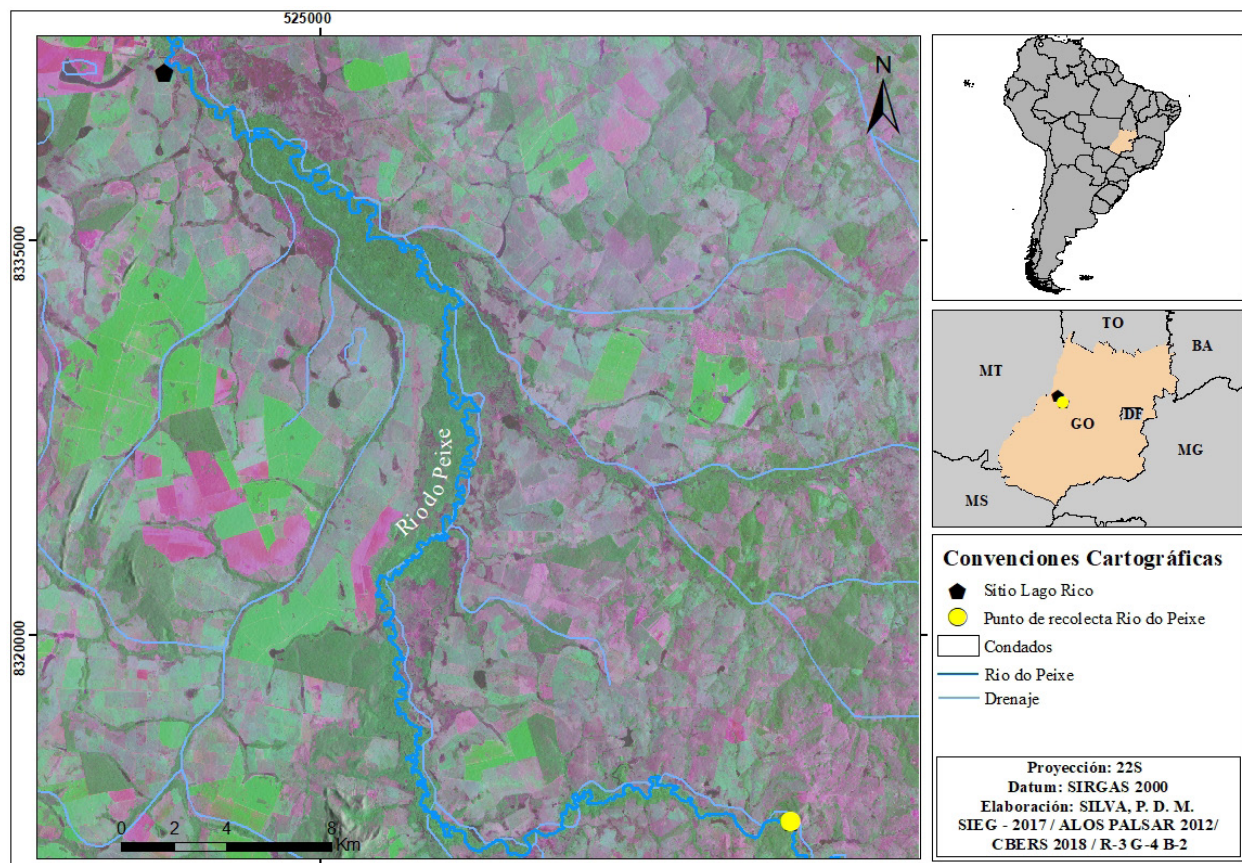 525000
N
8335000
8320000
Rio do Peixe
0 2 4 8
Km
TO
BA
MT
DF
GO
MG
MS
Convenciones Cartográficas
Sitio Lago Rico
Punto de recolecta Rio do Peixe
Condados
Rio do Peixe
Drenaje
Proyección: 22S
Datum: SIRGAS 2000
Elaboración: SILVA, P. D. M.
SIEG - 2017 / ALOS PALSAR 2012/
CBERS 2018 / R-3 G-4 B-2